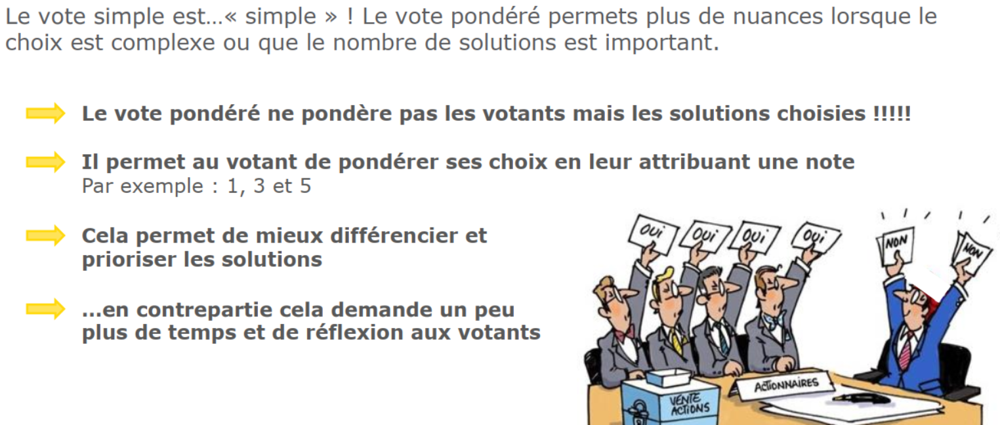 Le vote simple est…« simple » ! Le vote pondéré permets plus de nuances lorsque le
choix est complexe ou que le nombre de solutions est important.
Le vote pondéré ne pondère pas les votants mais les solutions choisies !!!!!
Il permet au votant de pondérer ses choix en leur attribuant une note
Par exemple : 1, 3 et 5
Cela permet de mieux différencier et
prioriser les solutions
…en contrepartie cela demande un peu
plus de temps et de réflexion aux votants
OUi
OUi
OUi
OUi
NON
NON
ACTIONNAIRES
VENTE
ACTIONS